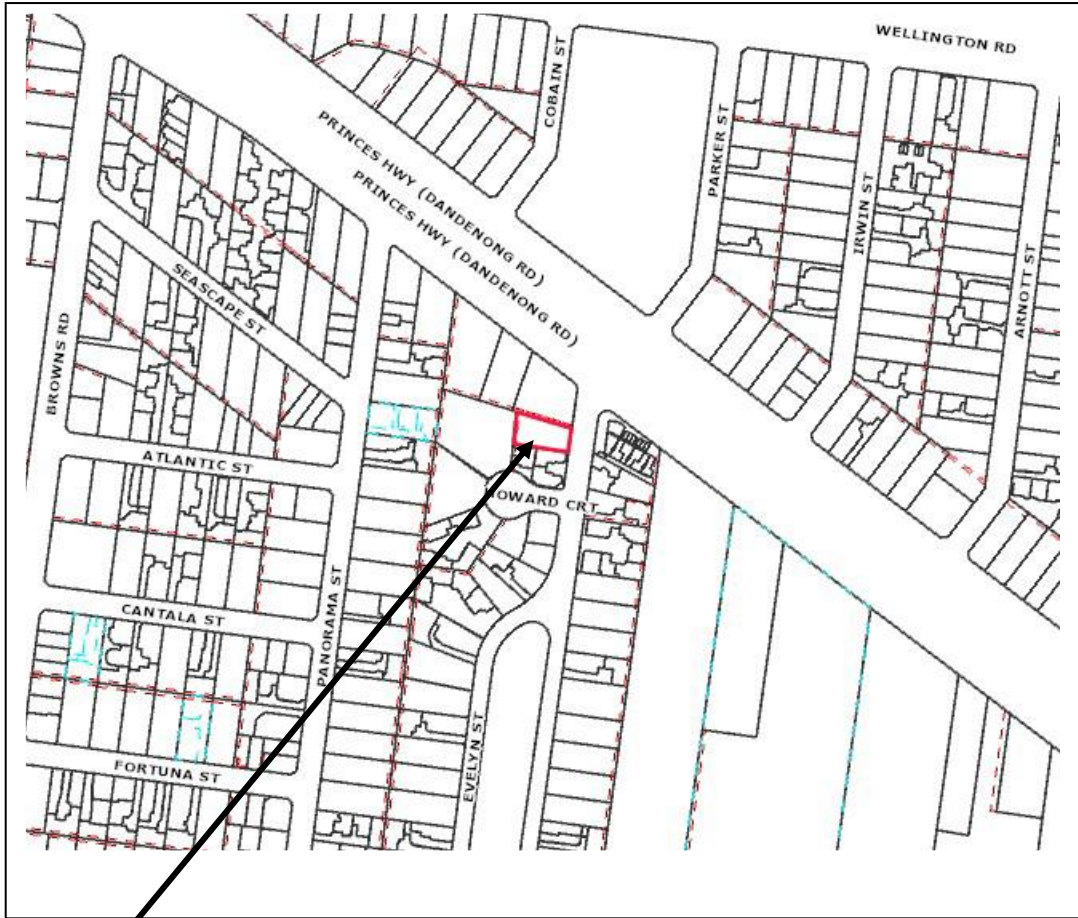 WELLINGTON RD
COBAIN ST
PRINCES HWY (DANDENONG RD)
PRINCES HWY (DANDENONG RD)
PARKER ST
IRWIN ST
ARNOTT ST
SEASCAPE ST
BROWNS RD
ATLANTIC ST
OWARD CRT
CANTALA ST
PANORAMA ST
EVELYN ST
FORTUNA ST